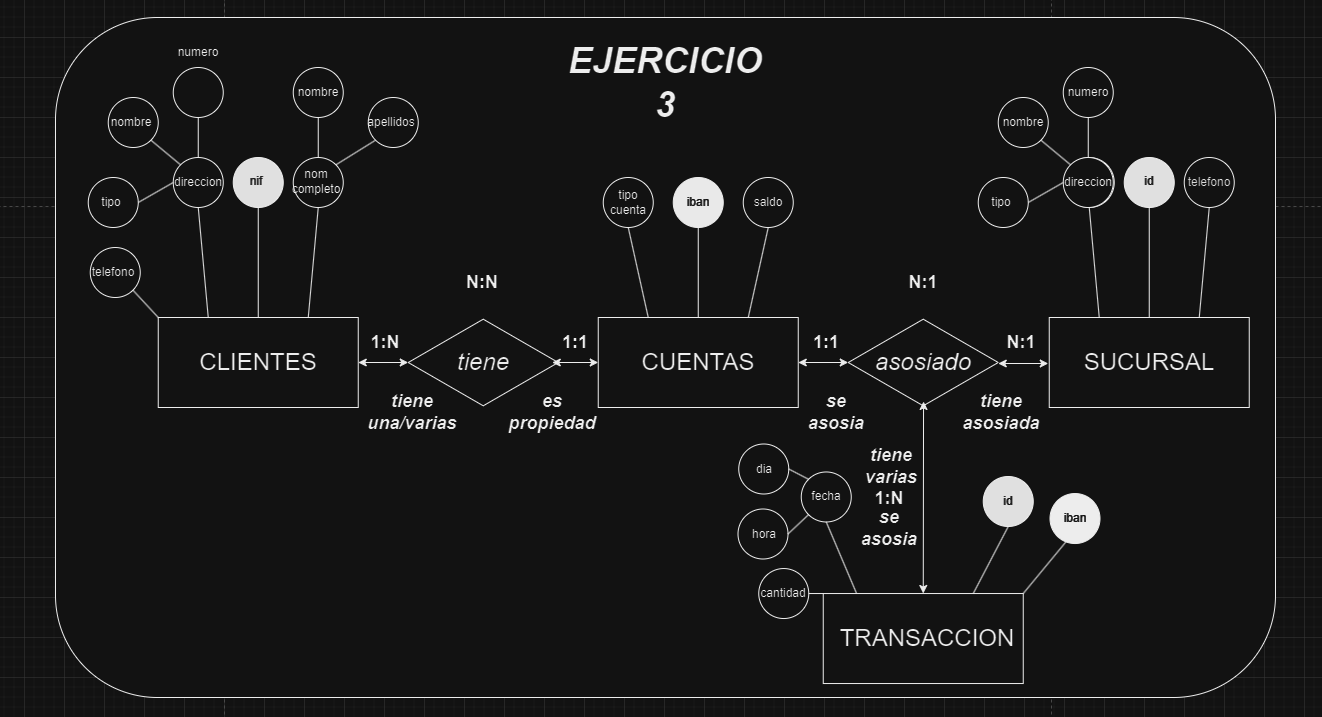 EJERCICIO
3
numero
nombre
nombre
apellidos
tipo
direccion
nif
nom
completo
telefono
CLIENTES
N:N
1:N
tiene
1:1
tiene
una/varias
es
propiedad
tipo
cuenta
iban
saldo
CUENTAS
N:1
1:1
asosiado
N:1
se
asosia
tiene
asosiada
numero
nombre
tipo
direccion
id
telefono
SUCURSAL
tiene
varias
1:N
se
asosia
dia
fecha
hora
cantidad
id
iban
TRANSACCION